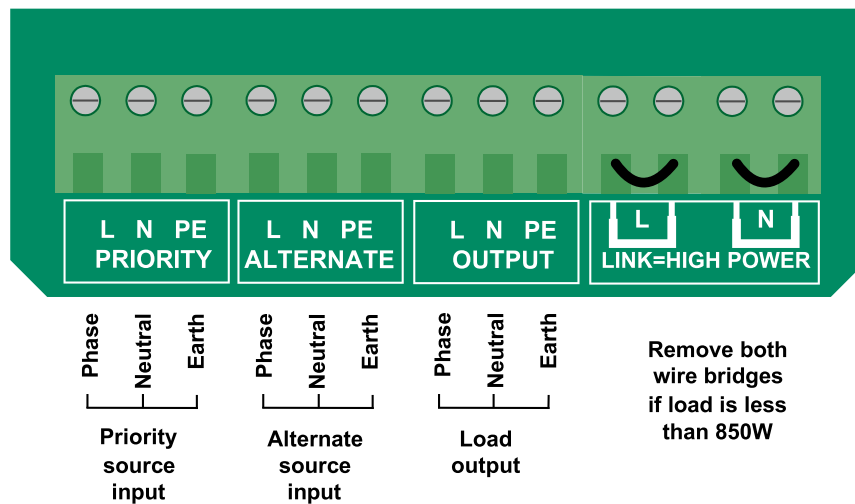 L N PE
PRIORITY
L N PE
ALTERNATE
L N PE
OUTPUT
L
N
LINK=HIGH POWER
Phase
Neutral
Earth
Priority
source
input
Phase
Neutral
Earth
Alternate
source
input
Phase
Neutral
Earth
Load
output
Remove both
wire bridges
if load is less
than 850W